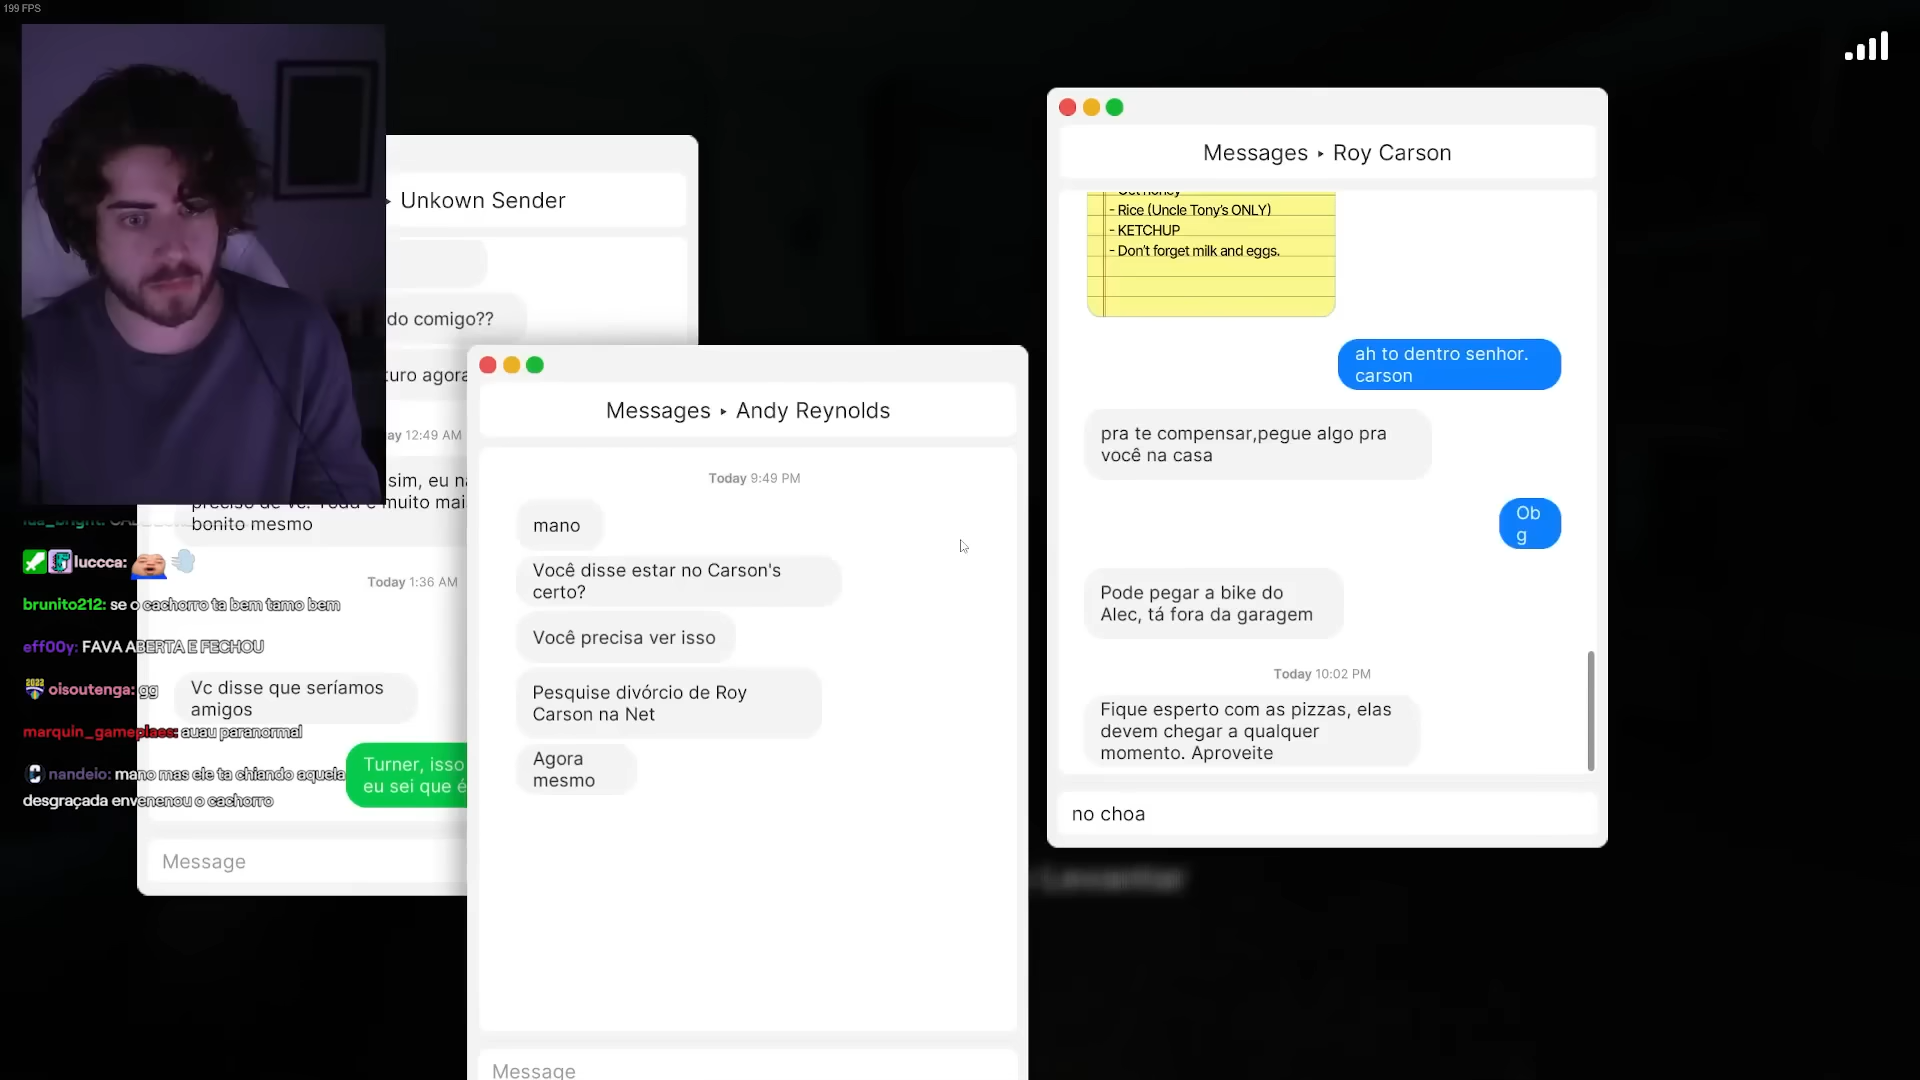 199 FPS
Unkown Sender
do comigo??
turo agora
ay 12:49 AM
sim, eu na
muito mai
bonito mesmo
Today 1:36 AM
Vc disse que seríamos
amigos
Turner, isso
eu sei que é
Message
luccca:
brunito212: se o cachorro ta bem tamo bem
eff00y: FAVA ABERTA E FECHOU
oisoutenga: gg
marquin_gameplaes: auau paranormal
nandeio: mano mas ele ta chiando aquela
desgraçada envenenou o cachorro
Messages ▸ Andy Reynolds
Today 9:49 PM
mano
Você disse estar no Carson's
certo?
Você precisa ver isso
Pesquise divórcio de Roy
Carson na Net
Agora
mesmo
Message
Messages ▸ Roy Carson
- Get honey
- Rice (Uncle Tony's ONLY)
- KETCHUP
- Don't forget milk and eggs.
ah to dentro senhor.
carson
pra te compensar,pegue algo pra
você na casa
Ob
g
Pode pegar a bike do
Alec, tá fora da garagem
Today 10:02 PM
Fique esperto com as pizzas, elas
devem chegar a qualquer
momento. Aproveite
no choa
Levantar